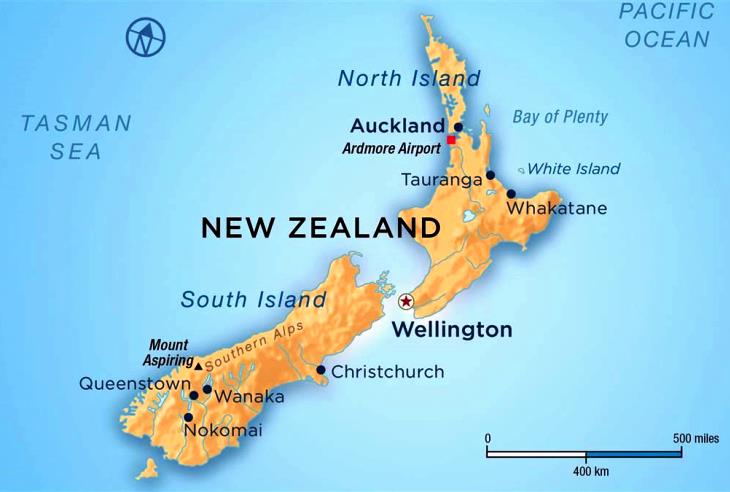 PACIFIC
OCEAN
North Island
TASMAN
SEA
Auckland
Bay of Plenty
Ardmore Airport
White Island
Tauranga
Whakatane
NEW ZEALAND
South Island
Wellington
Mount
Aspiring
Southern Alps
Christchurch
Queenstown
Wanaka
Nokomai
0
500 miles
400 km